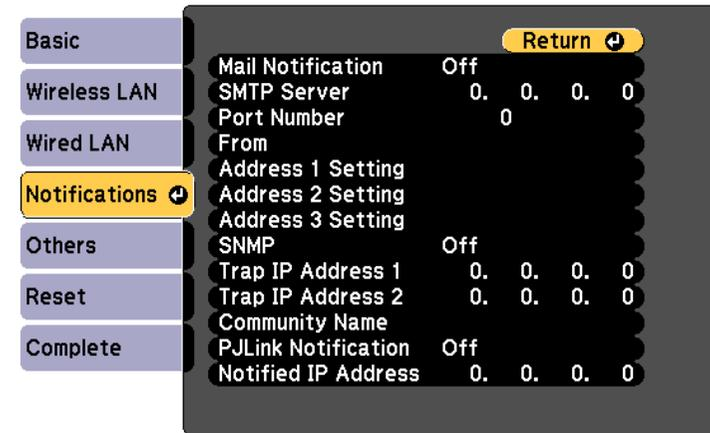 Basic
Wireless LAN
Wired LAN
Notifications
Others
Reset
Complete
Return
Mail Notification Off
SMTP Server 0. 0. 0. 0
Port Number 0
From
Address 1 Setting
Address 2 Setting
Address 3 Setting
SNMP Off
Trap IP Address 1 0. 0. 0. 0
Trap IP Address 2 0. 0. 0. 0
Community Name
PJLink Notification Off
Notified IP Address 0. 0. 0. 0